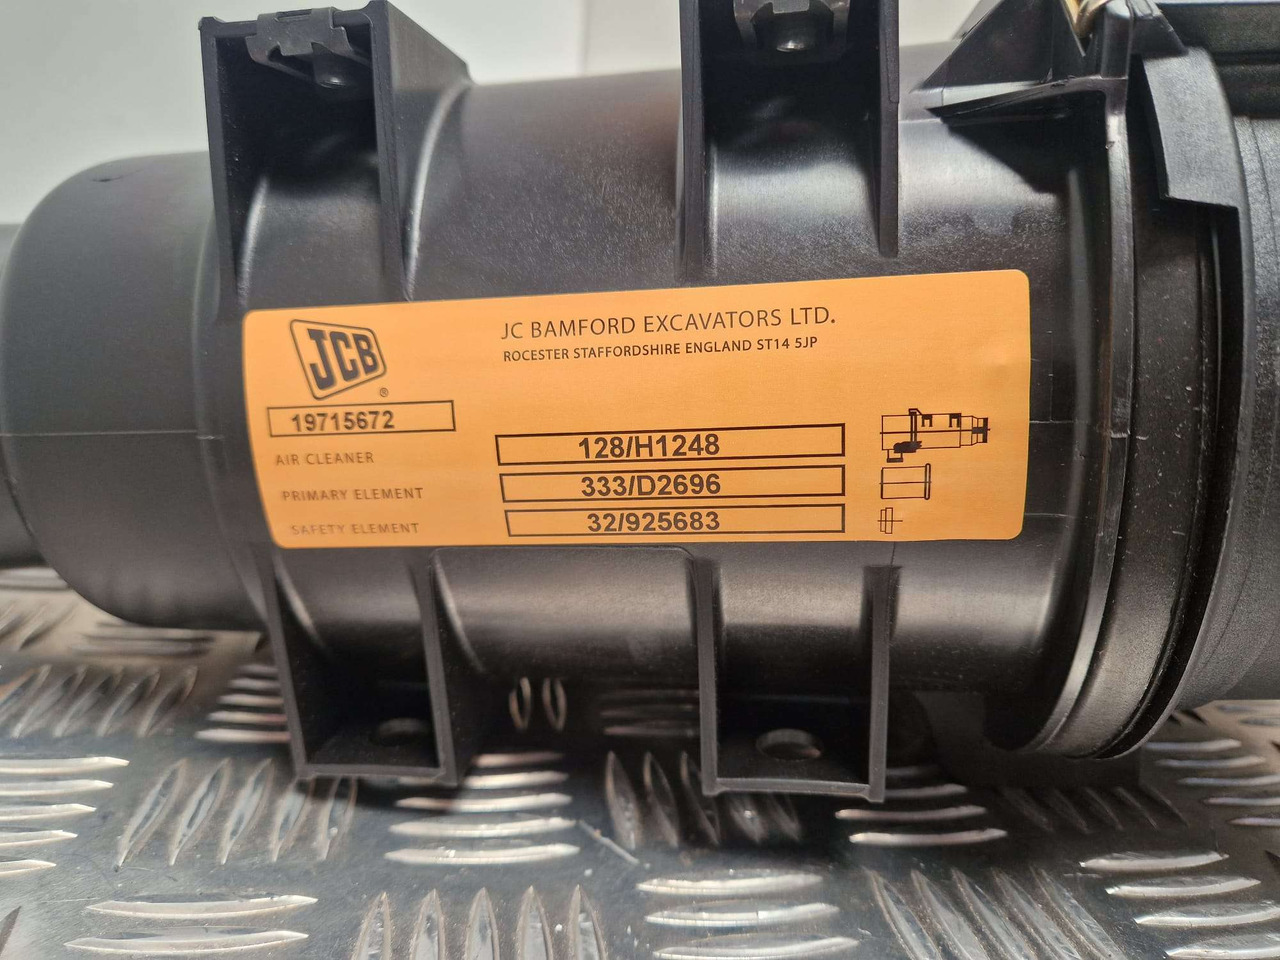 JCB
®
JC BAMFORD EXCAVATORS LTD.
ROCESTER STAFFORDSHIRE ENGLAND ST14 5JP
19715672
AIR CLEANER 128/H1248
PRIMARY ELEMENT 333/D2696
SAFETY ELEMENT 32/925683